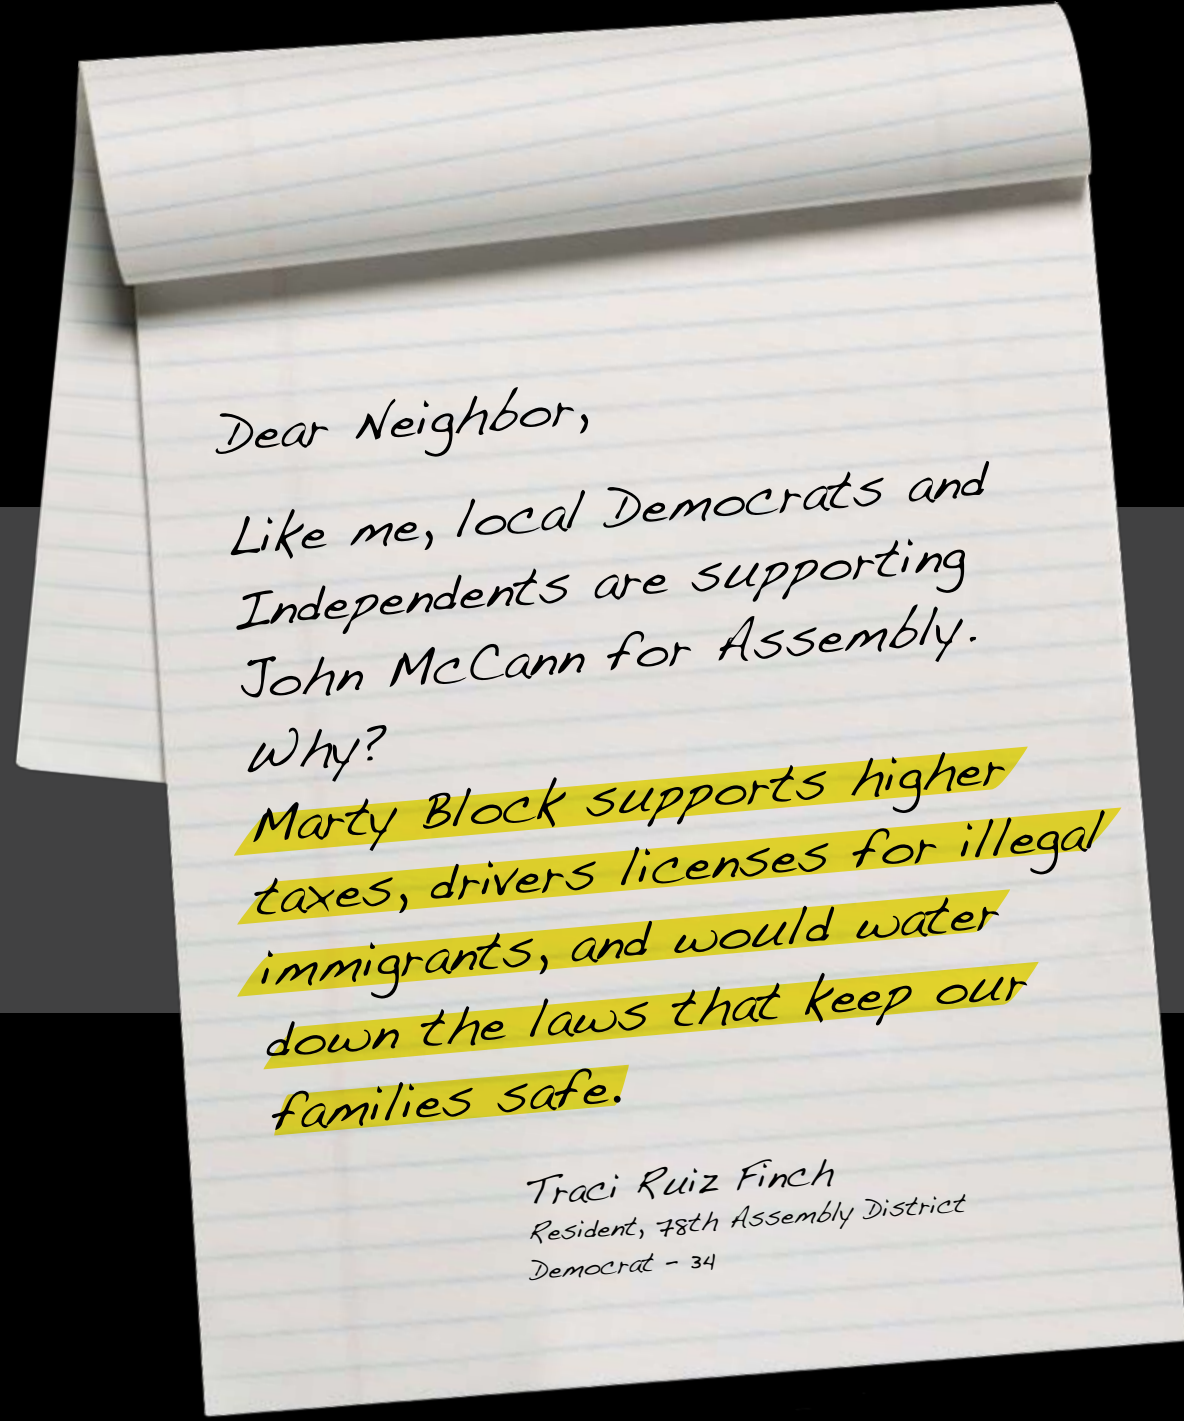 Dear Neighbor,
Like me, local Democrats and
Independents are supporting
John McCann for Assembly.
Why?
Marty Block supports higher
taxes, drivers licenses for illegal
immigrants, and would water
down the laws that keep our
families safe.
Traci Ruiz Finch
Resident, 78th Assembly District
Democrat - 34